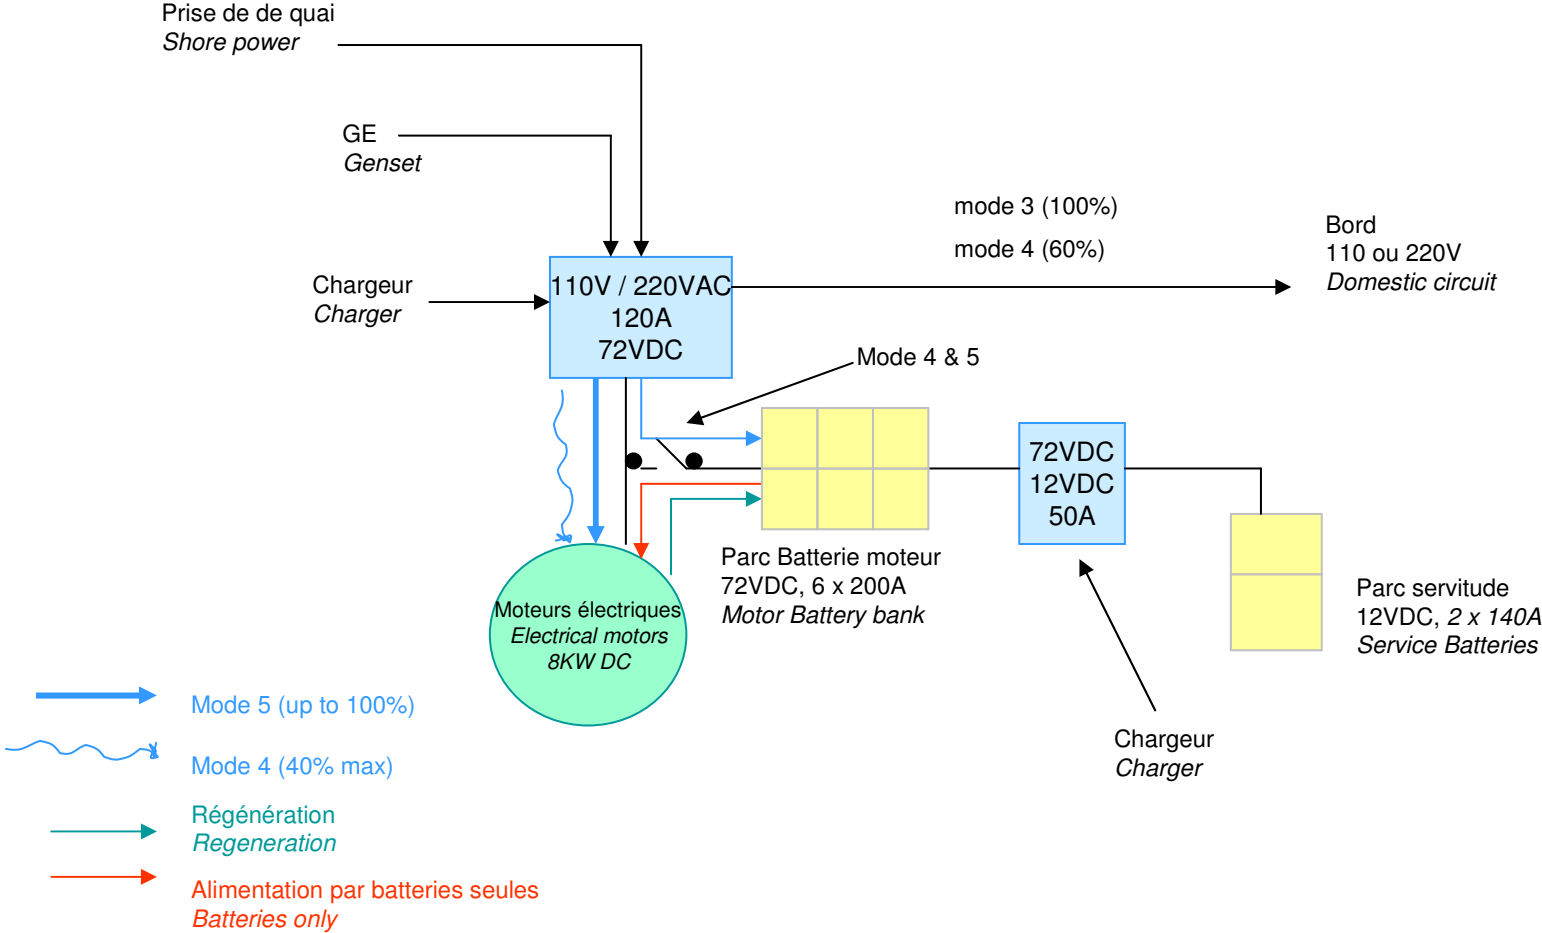 Prise de de quai
Shore power
GE
Genset
mode 3 (100%)
mode 4 (60%)
Bord
110 ou 220V
Domestic circuit
Chargeur
Charger
110V / 220VAC
120A
72VDC
Mode 4 & 5
72VDC
12VDC
50A
Parc Batterie moteur
72VDC, 6 x 200A
Motor Battery bank
Moteurs électriques
Electrical motors
8KW DC
Parc servitude
12VDC, 2 x 140A
Service Batteries
Chargeur
Charger
Mode 5 (up to 100%)
Mode 4 (40% max)
Régénération
Regeneration
Alimentation par batteries seules
Batteries only